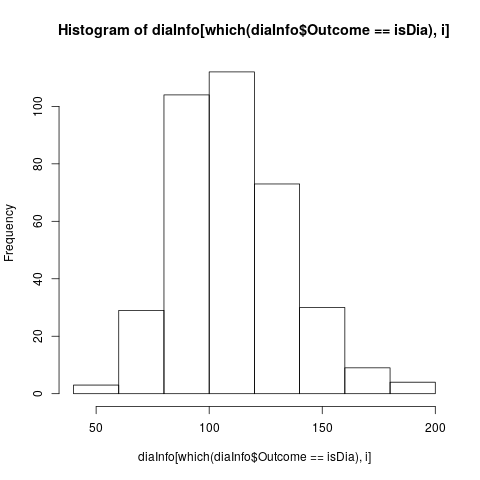 Histogram of diaInfo[which(diaInfo$Outcome == isDia), i]
Frequency
100
80
60
40
20
0
50 100 150 200
diaInfo[which(diaInfo$Outcome == isDia), i]